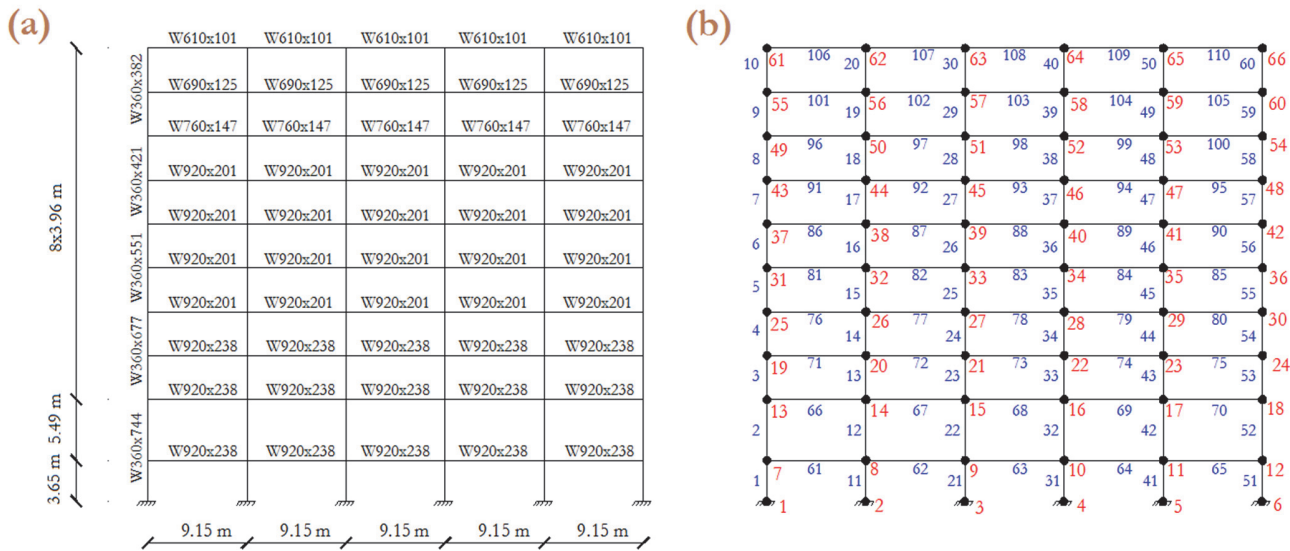 (a)
W610x101 W610x101 W610x101 W610x101 W610x101
W690x125 W690x125 W690x125 W690x125 W690x125
W760x147 W760x147 W760x147 W760x147 W760x147
W920x201 W920x201 W920x201 W920x201 W920x201
W920x201 W920x201 W920x201 W920x201 W920x201
W920x201 W920x201 W920x201 W920x201 W920x201
W920x201 W920x201 W920x201 W920x201 W920x201
W920x238 W920x238 W920x238 W920x238 W920x238
W920x238 W920x238 W920x238 W920x238 W920x238
W920x238 W920x238 W920x238 W920x238 W920x238
W360x382
W360x421
W360x551
W360x677
W360x744
8x3.96 m
5.49 m
3.65 m
9.15 m 9.15 m 9.15 m 9.15 m 9.15 m
(b)
10 61 106 20 62 107 30 63 108 40 64 109 50 65 110 60 66
9 55 101 19 56 102 29 57 103 39 58 104 49 59 105 59 60
8 49 96 18 50 97 28 51 98 38 52 99 48 53 100 58 54
7 43 91 17 44 92 27 45 93 37 46 94 47 47 95 57 48
6 37 86 16 38 87 26 39 88 36 40 89 46 41 90 56 42
5 31 81 15 32 82 25 33 83 35 34 84 45 35 85 55 36
4 25 76 14 26 77 24 27 78 34 28 79 44 29 80 54 30
3 19 71 13 20 72 23 21 73 33 22 74 43 23 75 53 24
2 13 66 12 14 67 22 15 68 32 16 69 42 17 70 52 18
1 7 61 11 8 62 21 9 63 31 10 64 41 11 65 51 12
1 2 3 4 5 6